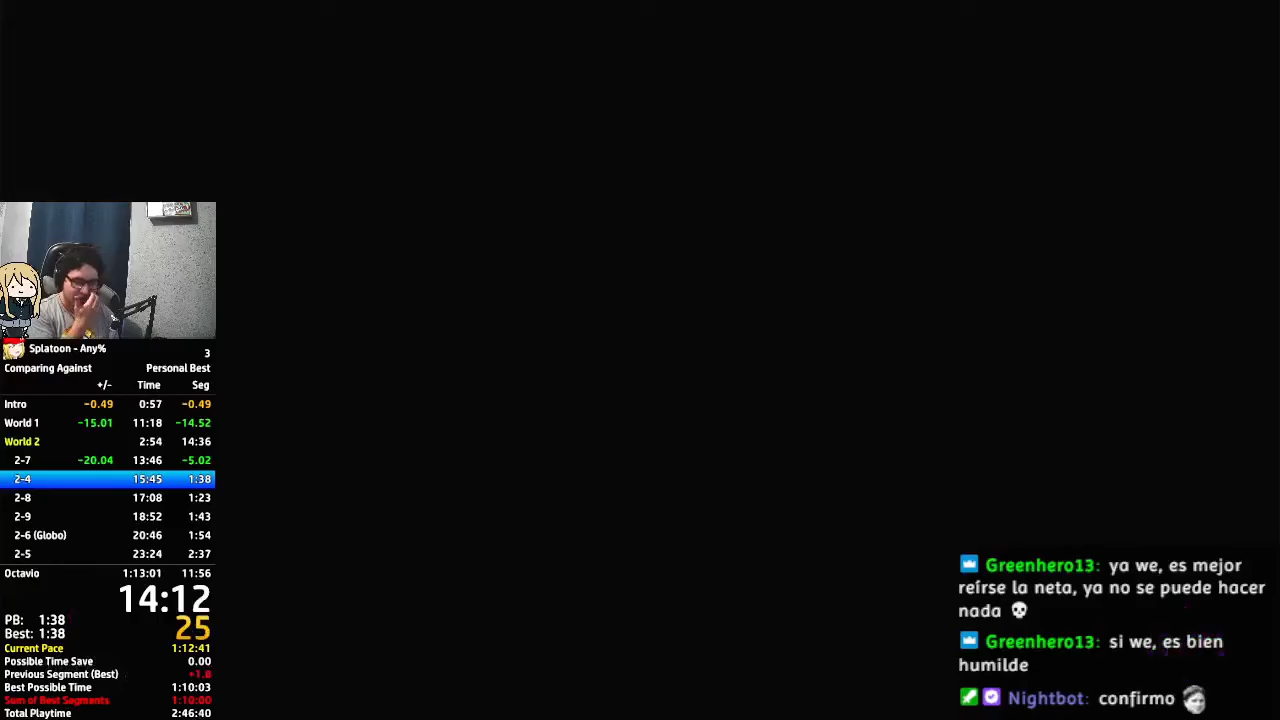 Splatoon - Any%
3
Comparing Against Personal Best
+/- Time Seg
Intro -0.49 0:57 -0.49
World 1 -15.01 11:18 -14.52
World 2 2:54 14:36
2-7 -20.04 13:46 -5.02
2-4 15:45 1:38
2-8 17:08 1:23
2-9 18:52 1:43
2-6 (Globo) 20:46 1:54
2-5 23:24 2:37
Octavio 1:13:01 11:56
14:12
PB: 1:38
Best: 1:38
25
Current Pace 1:12:41
Possible Time Save 0.00
Previous Segment (Best) +1.8
Best Possible Time 1:10:03
Sum of Best Segments 1:10:00
Total Playtime 2:46:40
Greenhero13: ya we, es mejor
reírse la neta, ya no se puede hacer
nada
Greenhero13: si we, es bien
humilde
Nightbot: confirmo